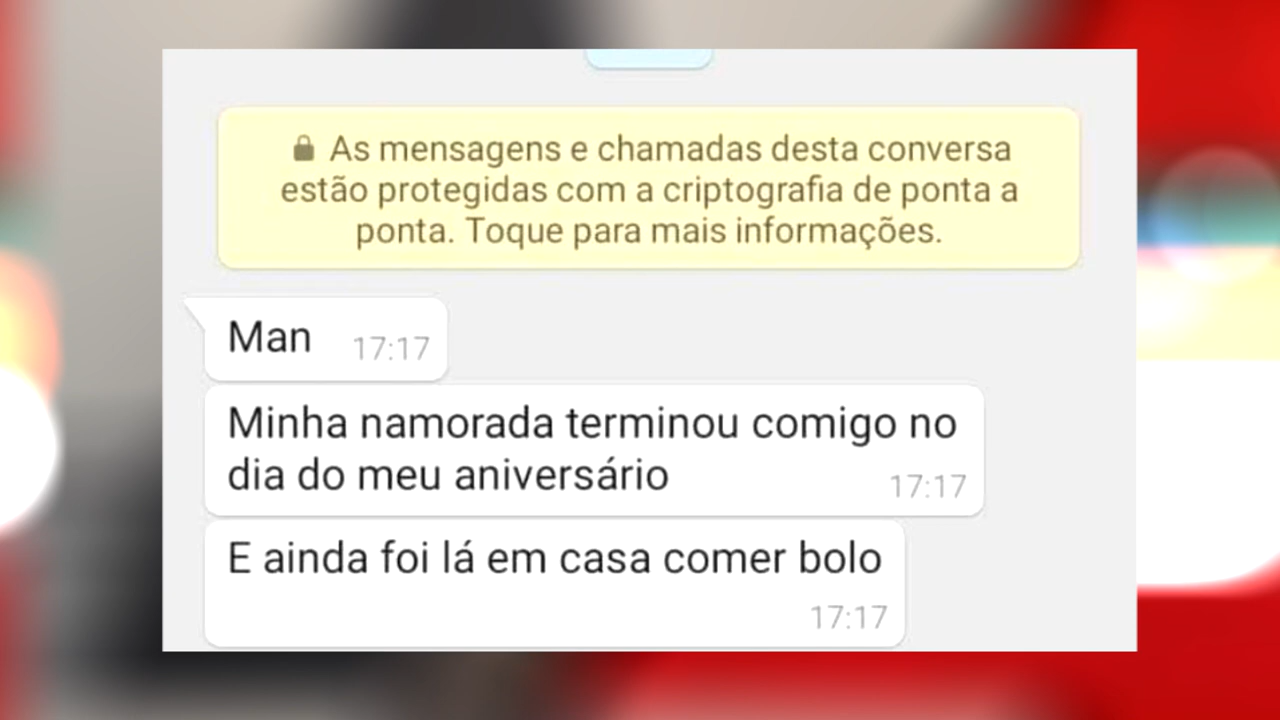 As mensagens e chamadas desta conversa
estão protegidas com a criptografia de ponta a
ponta. Toque para mais informações.
Man 17:17
Minha namorada terminou comigo no
dia do meu aniversário 17:17
E ainda foi lá em casa comer bolo
17:17